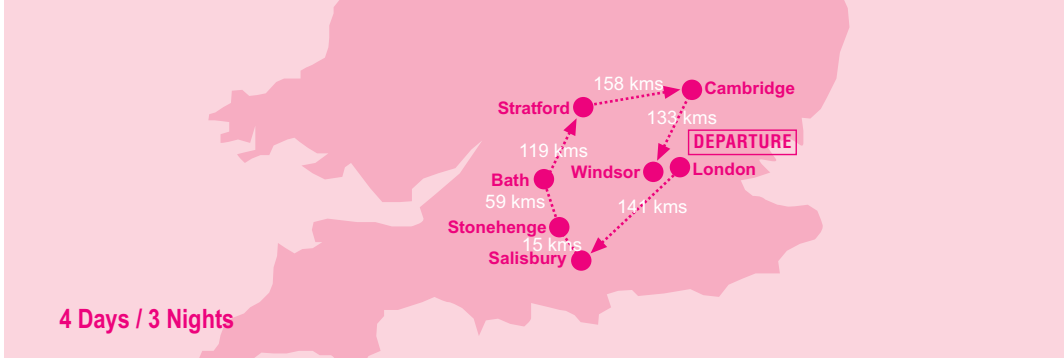 158 kms
Cambridge
Stratford
133 kms
DEPARTURE
119 kms
Windsor
London
Bath
59 kms
141 kms
Stonehenge
15 kms
Salisbury
4 Days / 3 Nights